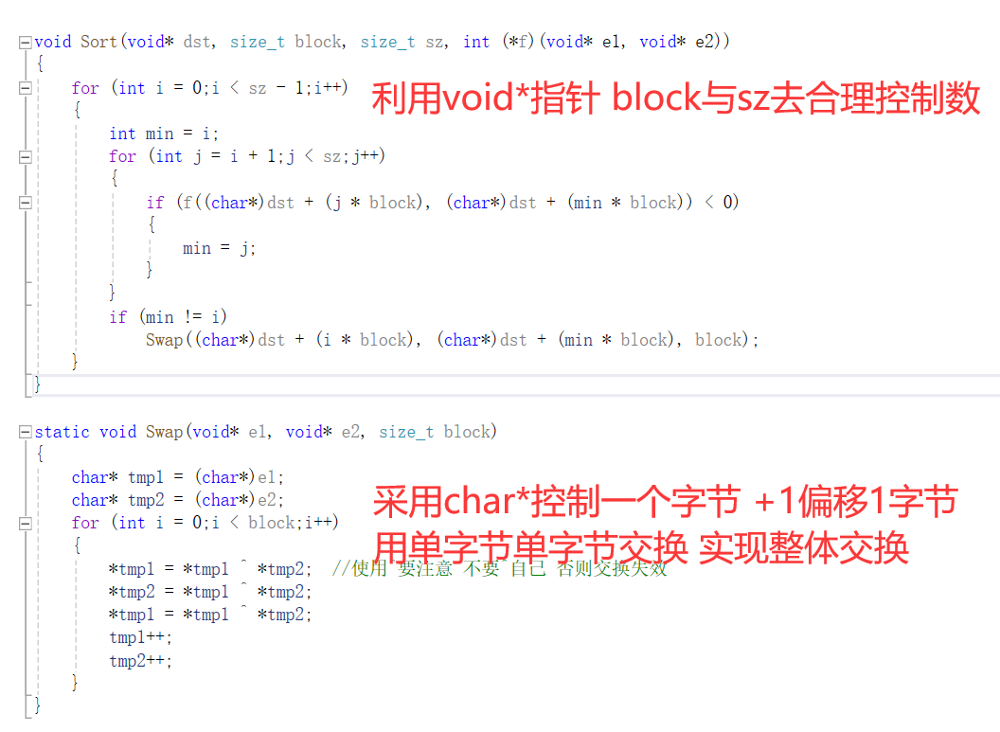 void Sort(void* dst, size_t block, size_t sz, int (*f)(void* e1, void* e2))
{
for (int i = 0;i < sz - 1;i++)
利用void*指针 block与sz去合理控制数
{
int min = i;
for (int j = i + 1;j < sz;j++)
{
if (f((char*)dst + (j * block), (char*)dst + (min * block)) < 0)
{
min = j;
}
}
if (min != i)
Swap((char*)dst + (i * block), (char*)dst + (min * block), block);
}
}
static void Swap(void* e1, void* e2, size_t block)
{
char* tmp1 = (char*)e1;
char* tmp2 = (char*)e2;
采用char*控制一个字节 +1偏移1字节
for (int i = 0;i < block;i++)
{
用单字节单字节交换 实现整体交换
*tmp1 = *tmp1 ^ *tmp2; //使用^要注意 不要^自己 否则交换失效
*tmp2 = *tmp1 ^ *tmp2;
*tmp1 = *tmp1 ^ *tmp2;
tmp1++;
tmp2++;
}
}